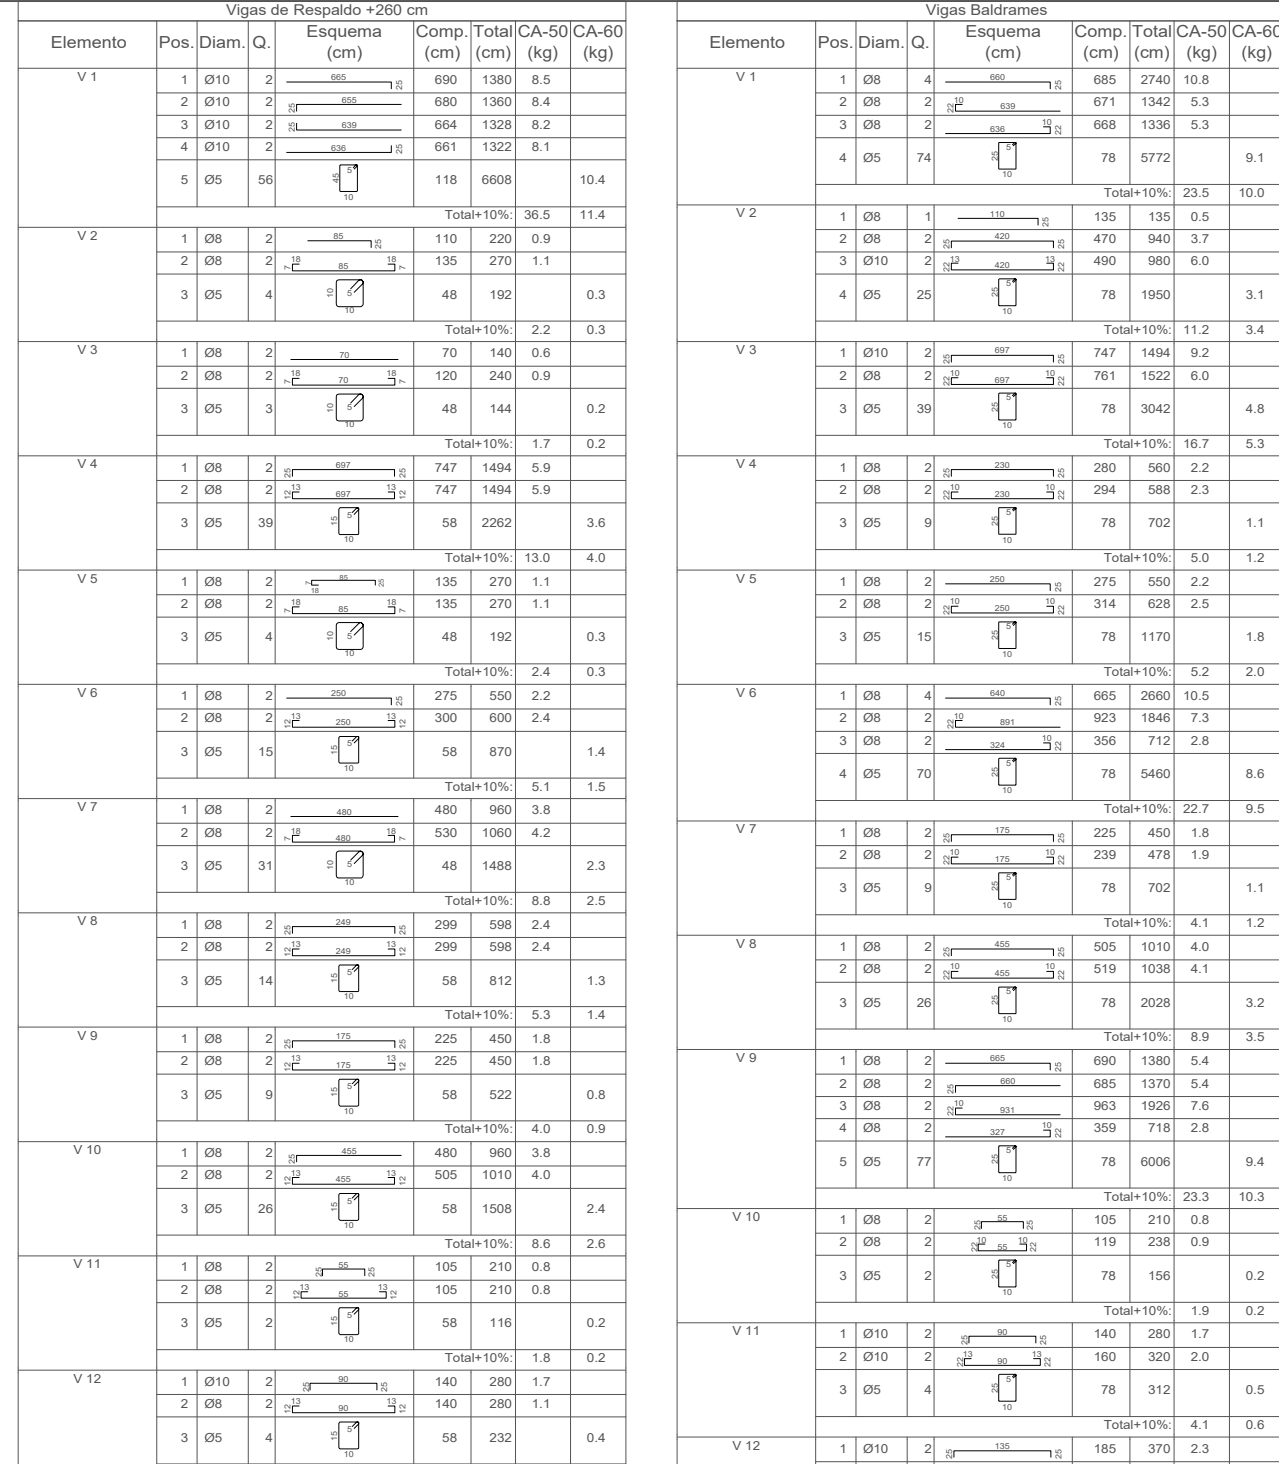 Vigas de Respaldo +260 cm
Elemento Pos. Diam. Q. Esquema (cm) Comp. (cm) Total (cm) CA-50 (kg) CA-60 (kg)
V 1 1 Ø10 2 665 25 690 1380 8.5
2 Ø10 2 25 655 680 1360 8.4
3 Ø10 2 25 639 664 1328 8.2
4 Ø10 2 636 25 661 1322 8.1
5 Ø5 56 45 5 10 118 6608 10.4
Total+10%: 36.5 11.4
V 2 1 Ø8 2 85 25 110 220 0.9
2 Ø8 2 7 18 85 18 7 135 270 1.1
3 Ø5 4 10 5 10 48 192 0.3
Total+10%: 2.2 0.3
V 3 1 Ø8 2 70 70 140 0.6
2 Ø8 2 7 18 70 18 7 120 240 0.9
3 Ø5 3 10 5 10 48 144 0.2
Total+10%: 1.7 0.2
V 4 1 Ø8 2 25 697 25 747 1494 5.9
2 Ø8 2 12 13 697 13 12 747 1494 5.9
3 Ø5 39 15 5 10 58 2262 3.6
Total+10%: 13.0 4.0
V 5 1 Ø8 2 7 18 85 25 135 270 1.1
2 Ø8 2 7 18 85 18 7 135 270 1.1
3 Ø5 4 10 5 10 48 192 0.3
Total+10%: 2.4 0.3
V 6 1 Ø8 2 250 25 275 550 2.2
2 Ø8 2 12 13 250 13 12 300 600 2.4
3 Ø5 15 15 5 10 58 870 1.4
Total+10%: 5.1 1.5
V 7 1 Ø8 2 480 480 960 3.8
2 Ø8 2 7 18 480 18 7 530 1060 4.2
3 Ø5 31 10 5 10 48 1488 2.3
Total+10%: 8.8 2.5
V 8 1 Ø8 2 25 249 25 299 598 2.4
2 Ø8 2 12 13 249 13 12 299 598 2.4
3 Ø5 14 15 5 10 58 812 1.3
Total+10%: 5.3 1.4
V 9 1 Ø8 2 25 175 25 225 450 1.8
2 Ø8 2 12 13 175 13 12 225 450 1.8
3 Ø5 9 15 5 10 58 522 0.8
Total+10%: 4.0 0.9
V 10 1 Ø8 2 25 455 480 960 3.8
2 Ø8 2 12 13 455 13 12 505 1010 4.0
3 Ø5 26 15 5 10 58 1508 2.4
Total+10%: 8.6 2.6
V 11 1 Ø8 2 25 55 25 105 210 0.8
2 Ø8 2 12 13 55 13 12 105 210 0.8
3 Ø5 2 15 5 10 58 116 0.2
Total+10%: 1.8 0.2
V 12 1 Ø10 2 25 90 25 140 280 1.7
2 Ø8 2 12 13 90 13 12 140 280 1.1
3 Ø5 4 15 5 10 58 232 0.4
Vigas Baldrames
Elemento Pos. Diam. Q. Esquema (cm) Comp. (cm) Total (cm) CA-50 (kg) CA-60 (kg)
V 1 1 Ø8 4 660 25 685 2740 10.8
2 Ø8 2 22 10 639 671 1342 5.3
3 Ø8 2 636 10 22 668 1336 5.3
4 Ø5 74 25 5 10 78 5772 9.1
Total+10%: 23.5 10.0
V 2 1 Ø8 1 110 25 135 135 0.5
2 Ø8 2 25 420 25 470 940 3.7
3 Ø10 2 22 13 420 13 22 490 980 6.0
4 Ø5 25 25 5 10 78 1950 3.1
Total+10%: 11.2 3.4
V 3 1 Ø10 2 25 697 25 747 1494 9.2
2 Ø8 2 22 10 697 10 22 761 1522 6.0
3 Ø5 39 25 5 10 78 3042 4.8
Total+10%: 16.7 5.3
V 4 1 Ø8 2 25 230 25 280 560 2.2
2 Ø8 2 22 10 230 10 22 294 588 2.3
3 Ø5 9 25 5 10 78 702 1.1
Total+10%: 5.0 1.2
V 5 1 Ø8 2 250 25 275 550 2.2
2 Ø8 2 22 10 250 10 22 314 628 2.5
3 Ø5 15 25 5 10 78 1170 1.8
Total+10%: 5.2 2.0
V 6 1 Ø8 4 640 25 665 2660 10.5
2 Ø8 2 22 10 891 923 1846 7.3
3 Ø8 2 324 10 22 356 712 2.8
4 Ø5 70 25 5 10 78 5460 8.6
Total+10%: 22.7 9.5
V 7 1 Ø8 2 25 175 25 225 450 1.8
2 Ø8 2 22 10 175 10 22 239 478 1.9
3 Ø5 9 25 5 10 78 702 1.1
Total+10%: 4.1 1.2
V 8 1 Ø8 2 25 455 25 505 1010 4.0
2 Ø8 2 22 10 455 10 22 519 1038 4.1
3 Ø5 26 25 5 10 78 2028 3.2
Total+10%: 8.9 3.5
V 9 1 Ø8 2 665 25 690 1380 5.4
2 Ø8 2 25 660 685 1370 5.4
3 Ø8 2 22 10 931 963 1926 7.6
4 Ø8 2 327 10 22 359 718 2.8
5 Ø5 77 25 5 10 78 6006 9.4
Total+10%: 23.3 10.3
V 10 1 Ø8 2 25 55 25 105 210 0.8
2 Ø8 2 22 10 55 10 22 119 238 0.9
3 Ø5 2 25 5 10 78 156 0.2
Total+10%: 1.9 0.2
V 11 1 Ø10 2 25 90 25 140 280 1.7
2 Ø10 2 22 13 90 13 22 160 320 2.0
3 Ø5 4 25 5 10 78 312 0.5
Total+10%: 4.1 0.6
V 12 1 Ø10 2 25 135 25 185 370 2.3